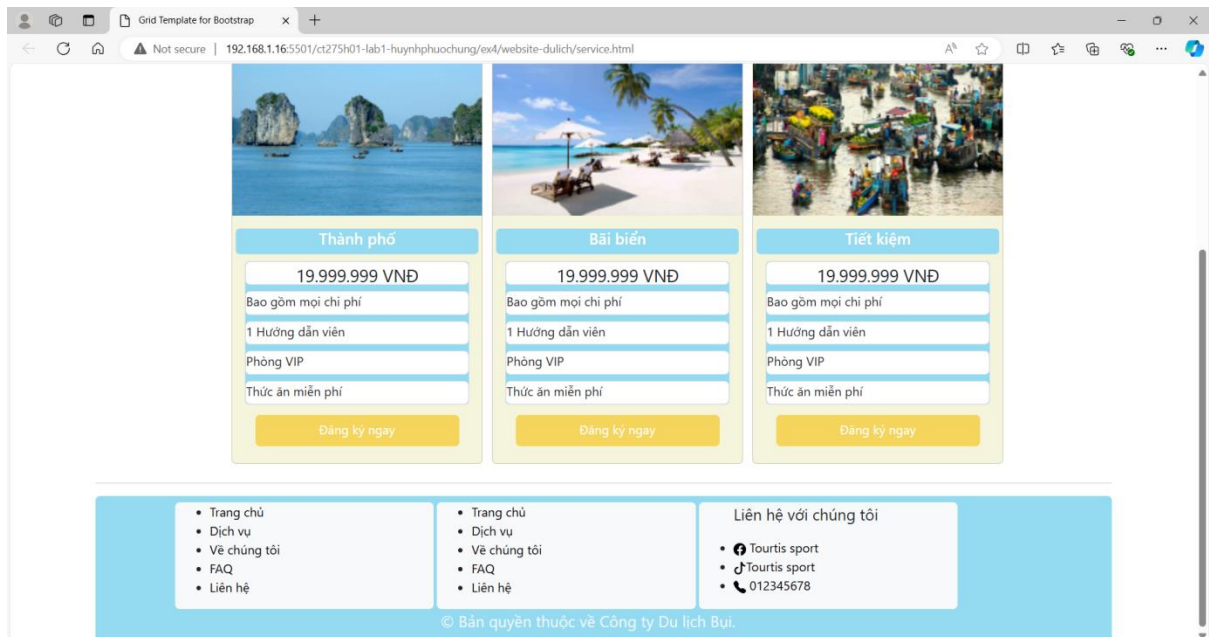 Grid Template for Bootstrap
Not secure | 192.168.1.16:5501/ct275h01-lab1-huynhphuochung/ex4/website-dulich/service.html
Thành phố
19.999.999 VNĐ
Bao gồm mọi chi phí
1 Hướng dẫn viên
Phòng VIP
Thức ăn miễn phí
Đăng ký ngay
Bãi biển
19.999.999 VNĐ
Bao gồm mọi chi phí
1 Hướng dẫn viên
Phòng VIP
Thức ăn miễn phí
Đăng ký ngay
Tiết kiệm
19.999.999 VNĐ
Bao gồm mọi chi phí
1 Hướng dẫn viên
Phòng VIP
Thức ăn miễn phí
Đăng ký ngay
Trang chủ
Dịch vụ
Về chúng tôi
FAQ
Liên hệ
Trang chủ
Dịch vụ
Về chúng tôi
FAQ
Liên hệ
Liên hệ với chúng tôi
Tourtis sport
Tourtis sport
012345678
© Bản quyền thuộc về Công ty Du lịch Bụi.